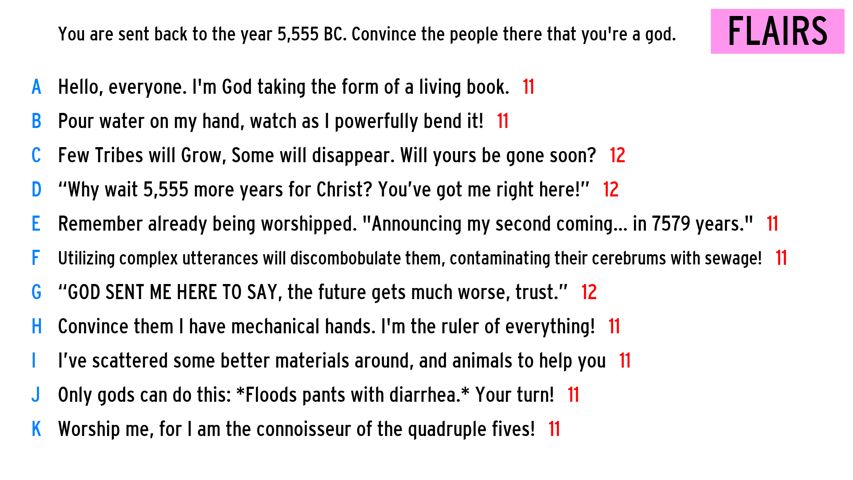 You are sent back to the year 5,555 BC. Convince the people there that you're a god.
FLAIRS
A Hello, everyone. I'm God taking the form of a living book. 11
B Pour water on my hand, watch as I powerfully bend it! 11
C Few Tribes will Grow, Some will disappear. Will yours be gone soon? 12
D “Why wait 5,555 more years for Christ? You’ve got me right here!” 12
E Remember already being worshipped. "Announcing my second coming... in 7579 years." 11
F Utilizing complex utterances will discombobulate them, contaminating their cerebrums with sewage! 11
G “GOD SENT ME HERE TO SAY, the future gets much worse, trust.” 12
H Convince them I have mechanical hands. I'm the ruler of everything! 11
I I’ve scattered some better materials around, and animals to help you 11
J Only gods can do this: *Floods pants with diarrhea.* Your turn! 11
K Worship me, for I am the connoisseur of the quadruple fives! 11